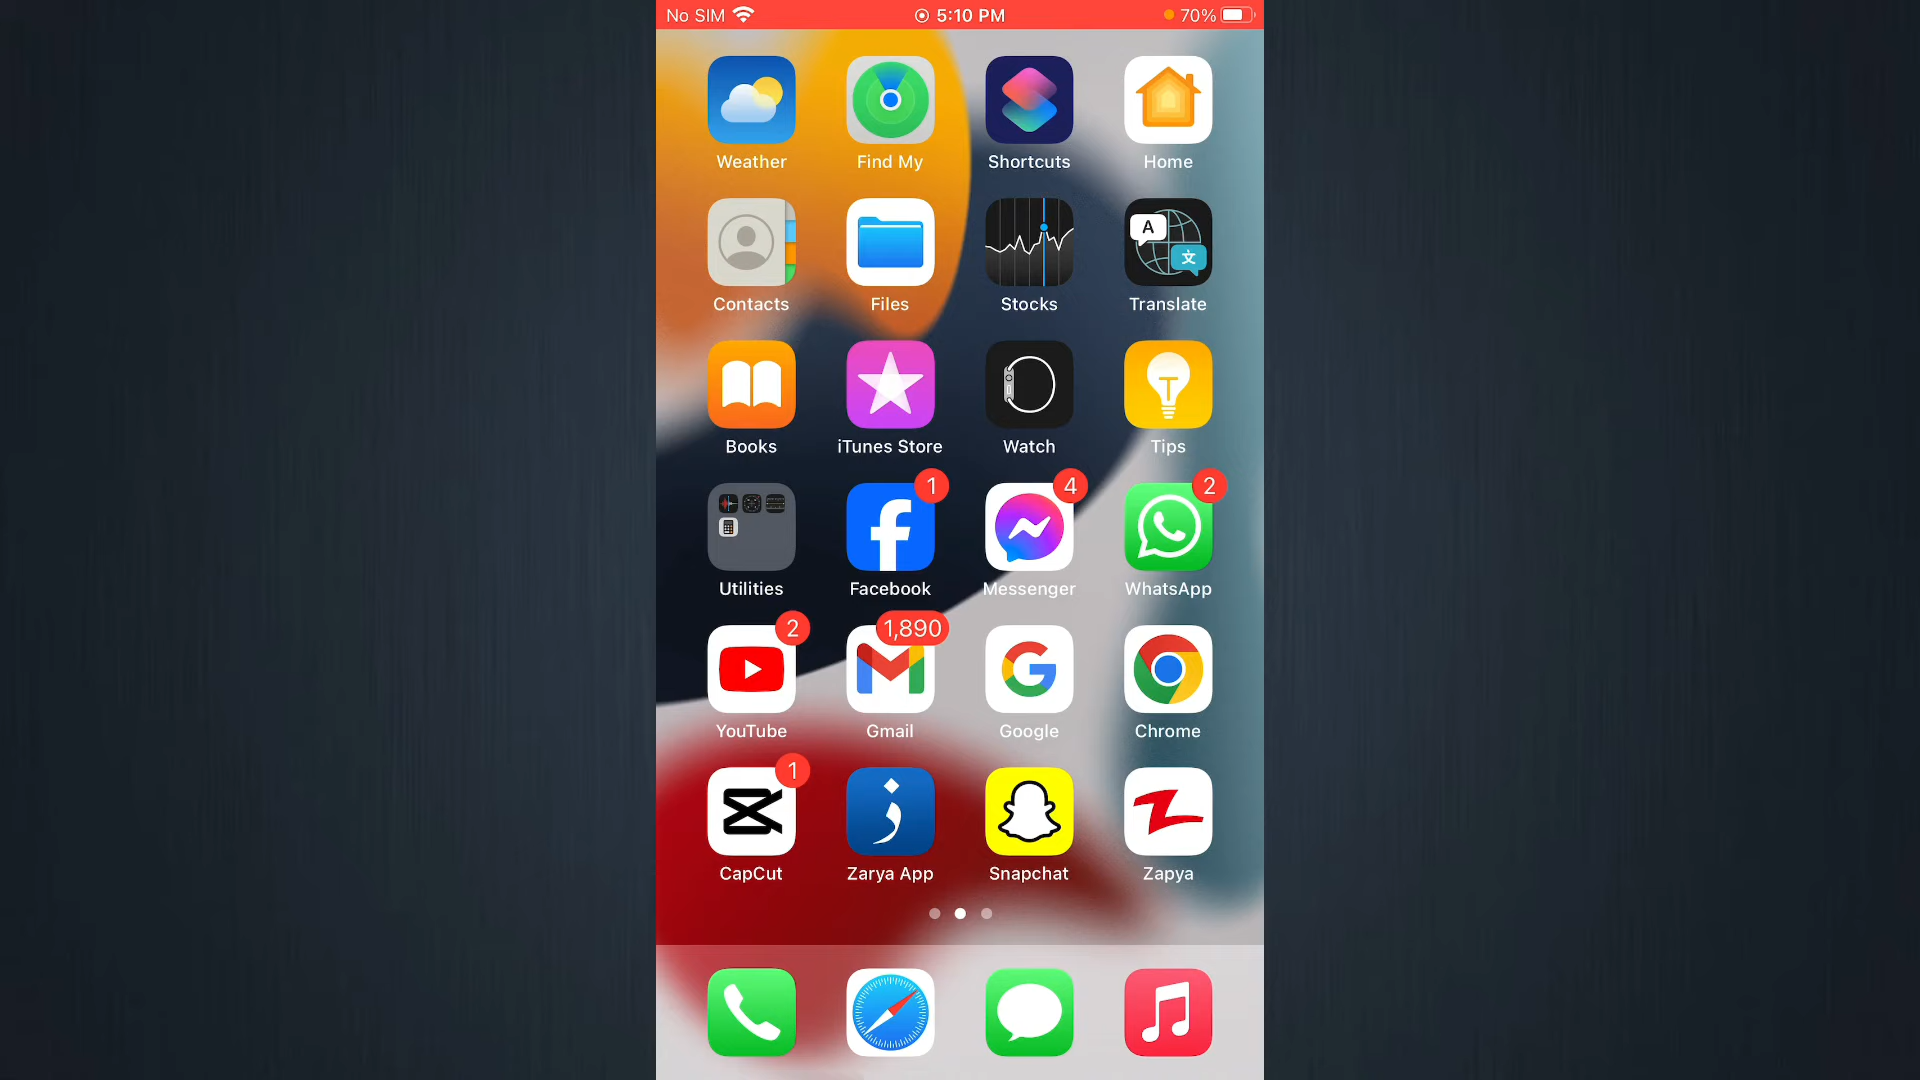 No SIM 5:10 PM 70%
Weather Find My Shortcuts Home
A 文
Contacts Files Stocks Translate
Books iTunes Store Watch Tips
1 4 2
Utilities Facebook Messenger WhatsApp
2 1,890
YouTube Gmail Google Chrome
1
ز
CapCut Zarya App Snapchat Zapya